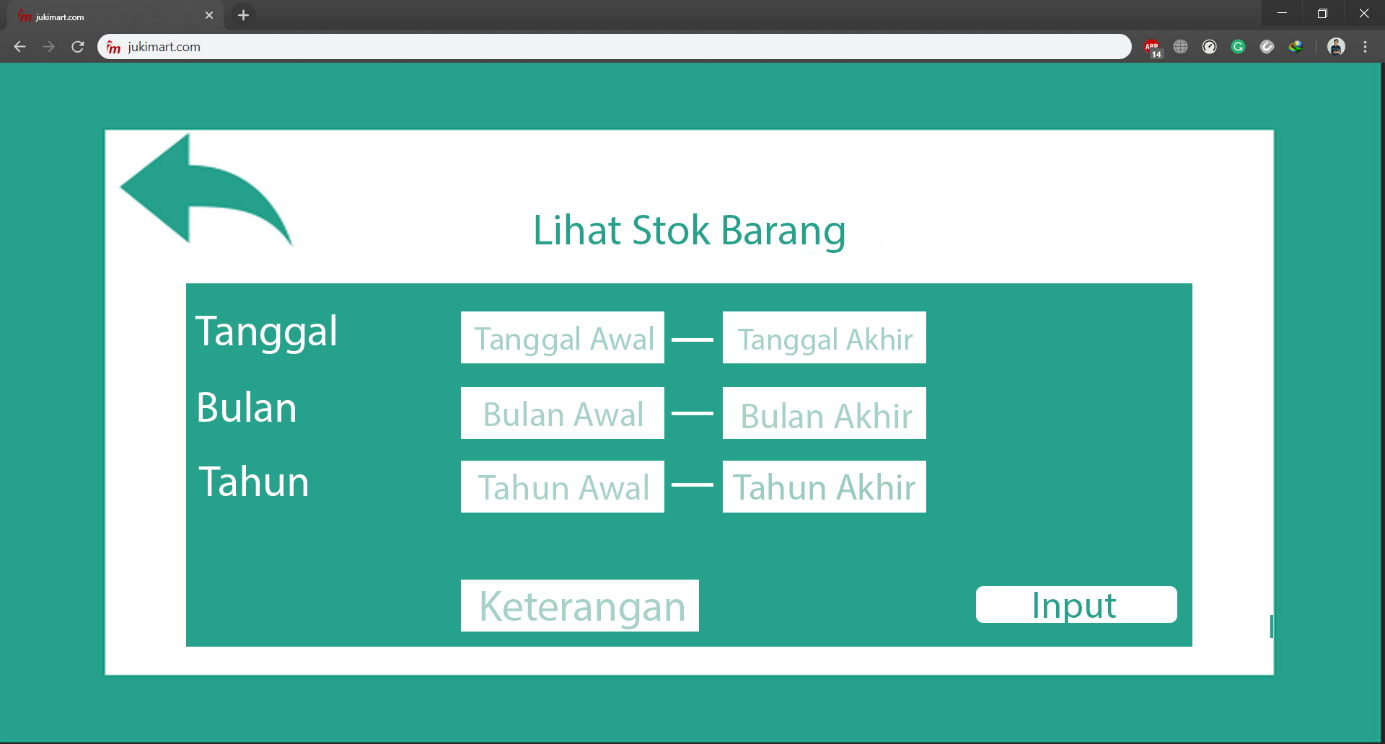 jukimart.com
jukimart.com
14
Lihat Stok Barang
Tanggal Tanggal Awal — Tanggal Akhir
Bulan Bulan Awal — Bulan Akhir
Tahun Tahun Awal — Tahun Akhir
Keterangan Input